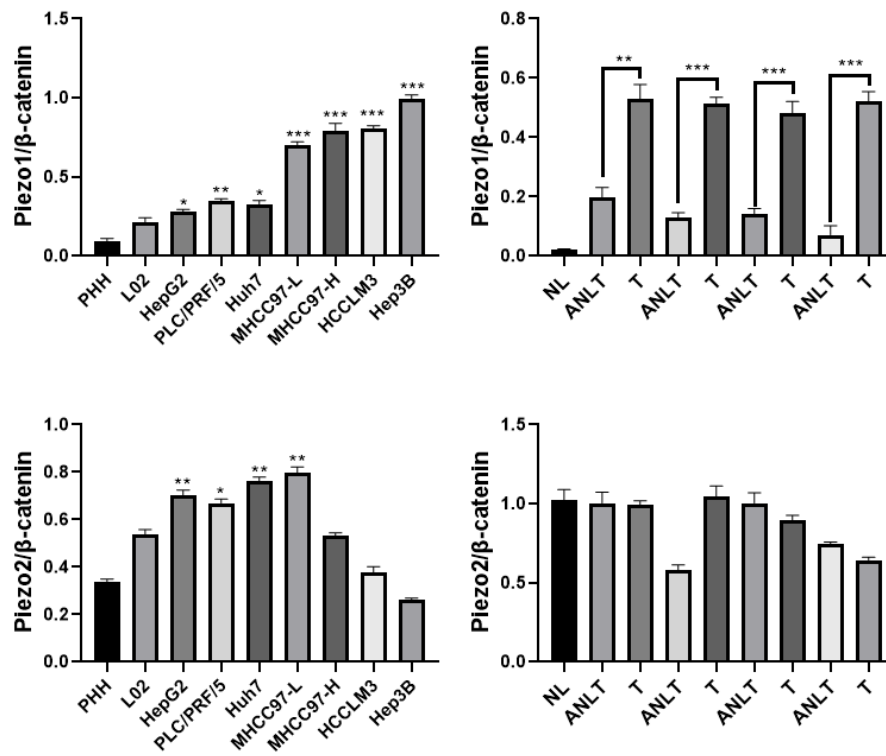 Piezo1/β-catenin
1.5
1.0
0.5
0.0
*
**
*
***
***
***
***
PHH
L02
HepG2
PLC/PRF/5
Huh7
MHCC97-L
MHCC97-H
HCCLM3
Hep3B
Piezo1/β-catenin
0.8
0.6
0.4
0.2
0.0
**
***
***
***
NL
ANLT
T
ANLT
T
ANLT
T
ANLT
T
Piezo2/β-catenin
1.0
0.8
0.6
0.4
0.2
0.0
**
*
**
**
PHH
L02
HepG2
PLC/PRF/5
Huh7
MHCC97-L
MHCC97-H
HCCLM3
Hep3B
Piezo2/β-catenin
1.5
1.0
0.5
0.0
NL
ANLT
T
ANLT
T
ANLT
T
ANLT
T